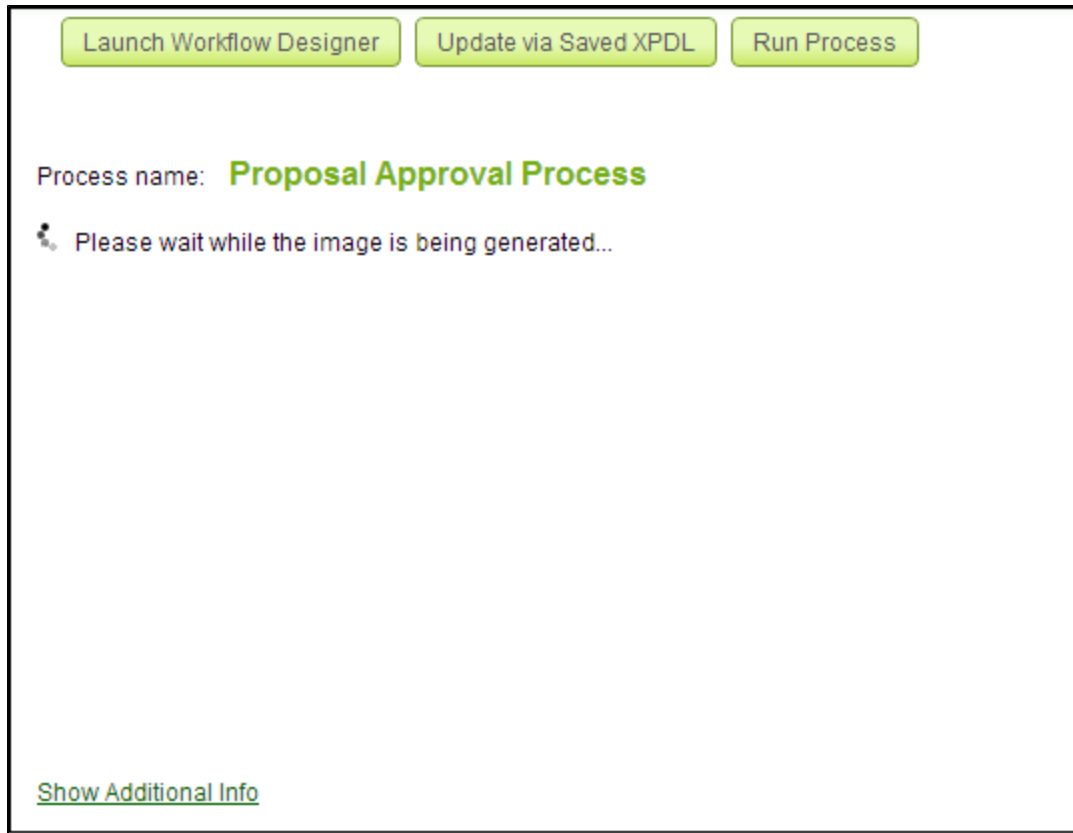 Launch Workflow Designer Update via Saved XPDL Run Process
Process name: Proposal Approval Process
Please wait while the image is being generated...
Show Additional Info